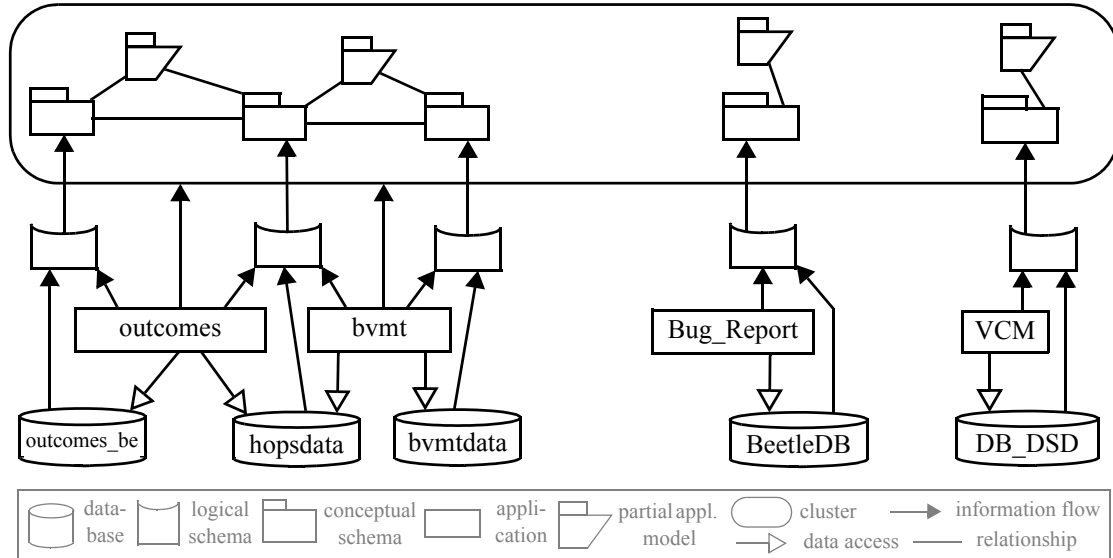 outcomes
bvmt
Bug_Report
VCM
outcomes_be
hopsdata
bvmtdata
BeetleDB
DB_DSD
data-
base
logical
schema
conceptual
schema
appli-
cation
partial appl.
model
cluster
data access
information flow
relationship